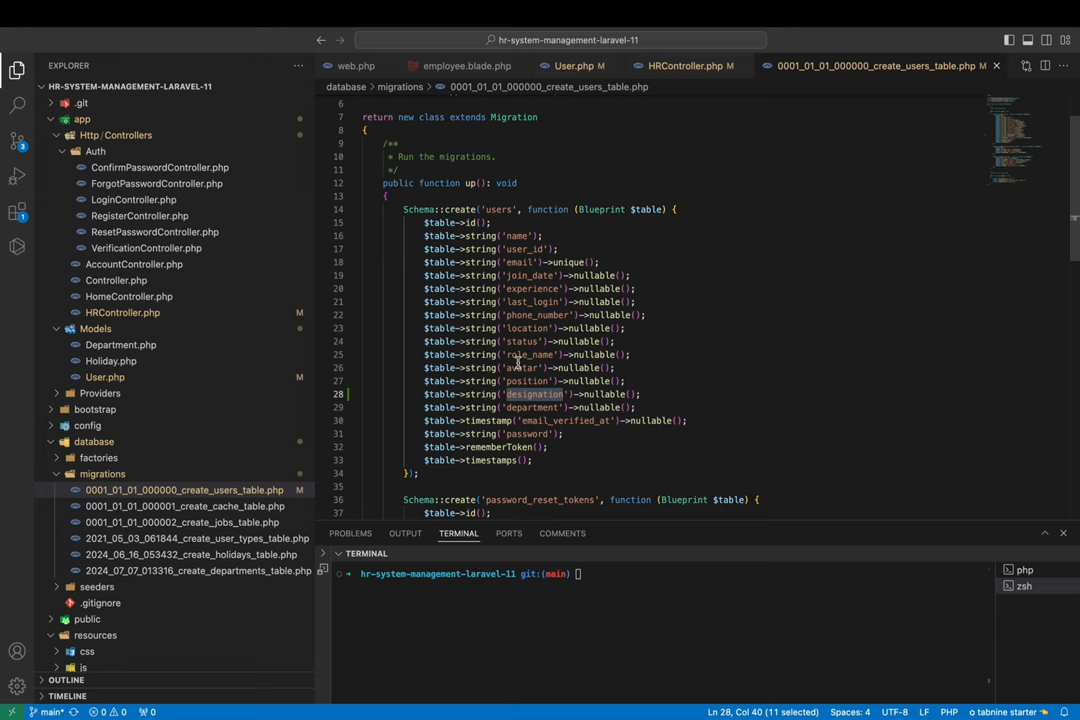 hr-system-management-laravel-11
EXPLORER
web.php
employee.blade.php
User.php M
HRController.php M
0001_01_01_000000_create_users_table.php M
HR-SYSTEM-MANAGEMENT-LARAVEL-11
.git
app
Http / Controllers
Auth
ConfirmPasswordController.php
ForgotPasswordController.php
LoginController.php
RegisterController.php
ResetPasswordController.php
VerificationController.php
AccountController.php
Controller.php
HomeController.php
HRController.php M
Models
Department.php
Holiday.php
User.php M
Providers
bootstrap
config
database
factories
migrations
0001_01_01_000000_create_users_table.php M
0001_01_01_000001_create_cache_table.php
0001_01_01_000002_create_jobs_table.php
2021_05_03_061844_create_user_types_table.php
2024_06_16_053432_create_holidays_table.php
2024_07_07_013316_create_departments_table.php
seeders
.gitignore
public
resources
css
js
OUTLINE
TIMELINE
3
1
database > migrations > 0001_01_01_000000_create_users_table.php
6
7 return new class extends Migration
8 {
9 /**
10 * Run the migrations.
11 */
12 public function up(): void
13 {
14 Schema::create('users', function (Blueprint $table) {
15 $table->id();
16 $table->string('name');
17 $table->string('user_id');
18 $table->string('email')->unique();
19 $table->string('join_date')->nullable();
20 $table->string('experience')->nullable();
21 $table->string('last_login')->nullable();
22 $table->string('phone_number')->nullable();
23 $table->string('location')->nullable();
24 $table->string('status')->nullable();
25 $table->string('role_name')->nullable();
26 $table->string('avatar')->nullable();
27 $table->string('position')->nullable();
28 $table->string('designation')->nullable();
29 $table->string('department')->nullable();
30 $table->timestamp('email_verified_at')->nullable();
31 $table->string('password');
32 $table->rememberToken();
33 $table->timestamps();
34 });
35
36 Schema::create('password_reset_tokens', function (Blueprint $table) {
37 $table->id();
PROBLEMS OUTPUT TERMINAL PORTS COMMENTS
TERMINAL
hr-system-management-laravel-11 git:(main)
php
zsh
main* 0 0 0 Ln 28, Col 40 (11 selected) Spaces: 4 UTF-8 LF PHP tabnine starter